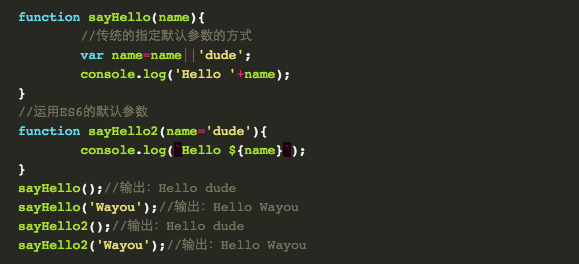 function sayHello(name){
//传统的指定默认参数的方式
var name=name||'dude';
console.log('Hello '+name);
}
//运用ES6的默认参数
function sayHello2(name='dude'){
console.log(`Hello ${name}`);
}
sayHello();//输出：Hello dude
sayHello('Wayou');//输出：Hello Wayou
sayHello2();//输出：Hello dude
sayHello2('Wayou');//输出：Hello Wayou